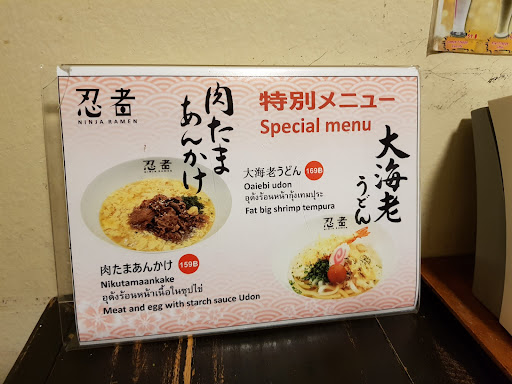 忍者
NINJA RAMEN
肉たま
あんかけ
特別メニュー
Special menu
大海老
うどん
忍者
大海老うどん
169B
Oaiebi udon
อุด้งร้อนหน้ากุ้งเทมปุระ
Fat big shrimp tempura
忍者
肉たまあんかけ
159B
Nikutamaankake
อุด้งร้อนหน้าเนื้อในซุปไข่
Meat and egg with starch sauce Udon